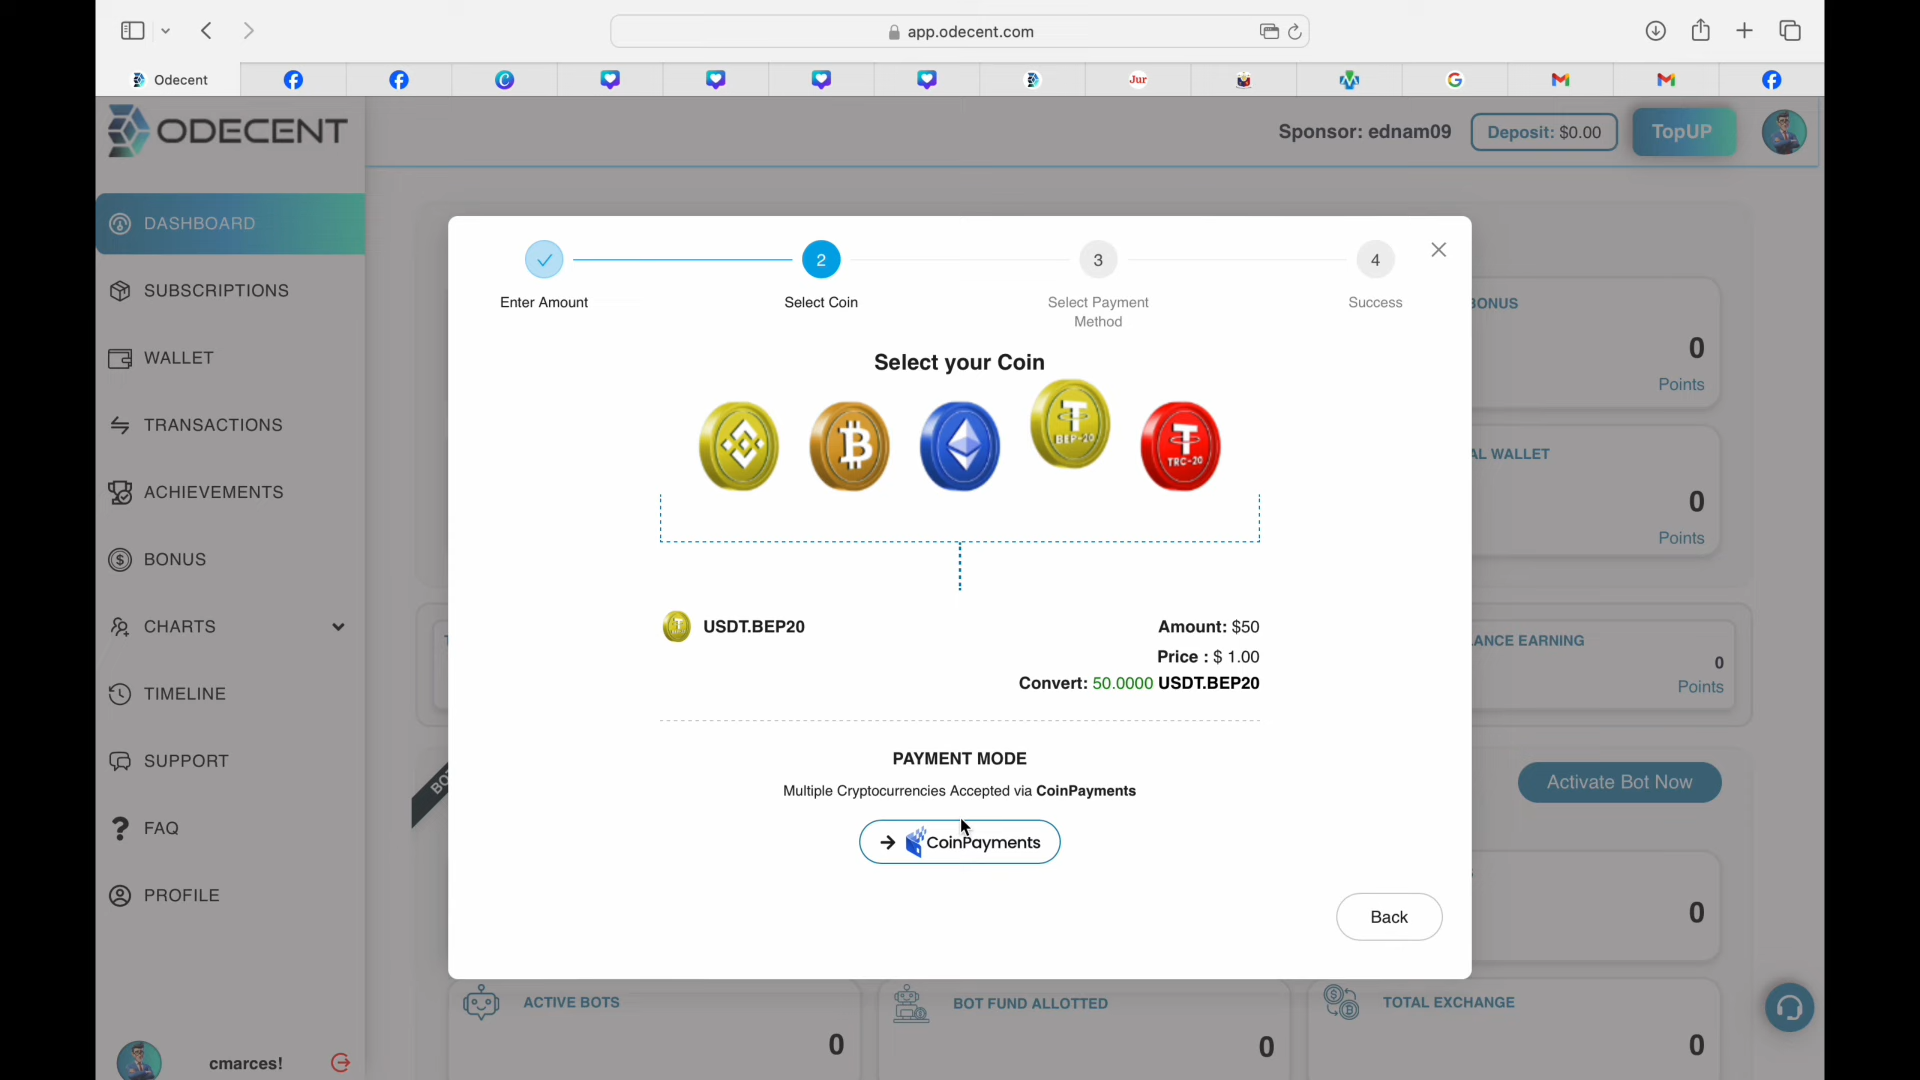 app.odecent.com
Odecent
Jur
ODECENT
Sponsor: ednam09
Deposit: $0.00
TopUP
DASHBOARD
SUBSCRIPTIONS
WALLET
TRANSACTIONS
ACHIEVEMENTS
BONUS
CHARTS
TIMELINE
SUPPORT
FAQ
PROFILE
cmarces!
2
3
4
Enter Amount
Select Coin
Select Payment
Method
Success
Select your Coin
BEP-20
TRC-20
USDT.BEP20
Amount: $50
Price : $ 1.00
Convert: 50.0000 USDT.BEP20
PAYMENT MODE
Multiple Cryptocurrencies Accepted via CoinPayments
CoinPayments
Back
BONUS
0
Points
AL WALLET
0
Points
ANCE EARNING
0
Points
Activate Bot Now
0
ACTIVE BOTS
0
BOT FUND ALLOTTED
0
TOTAL EXCHANGE
0